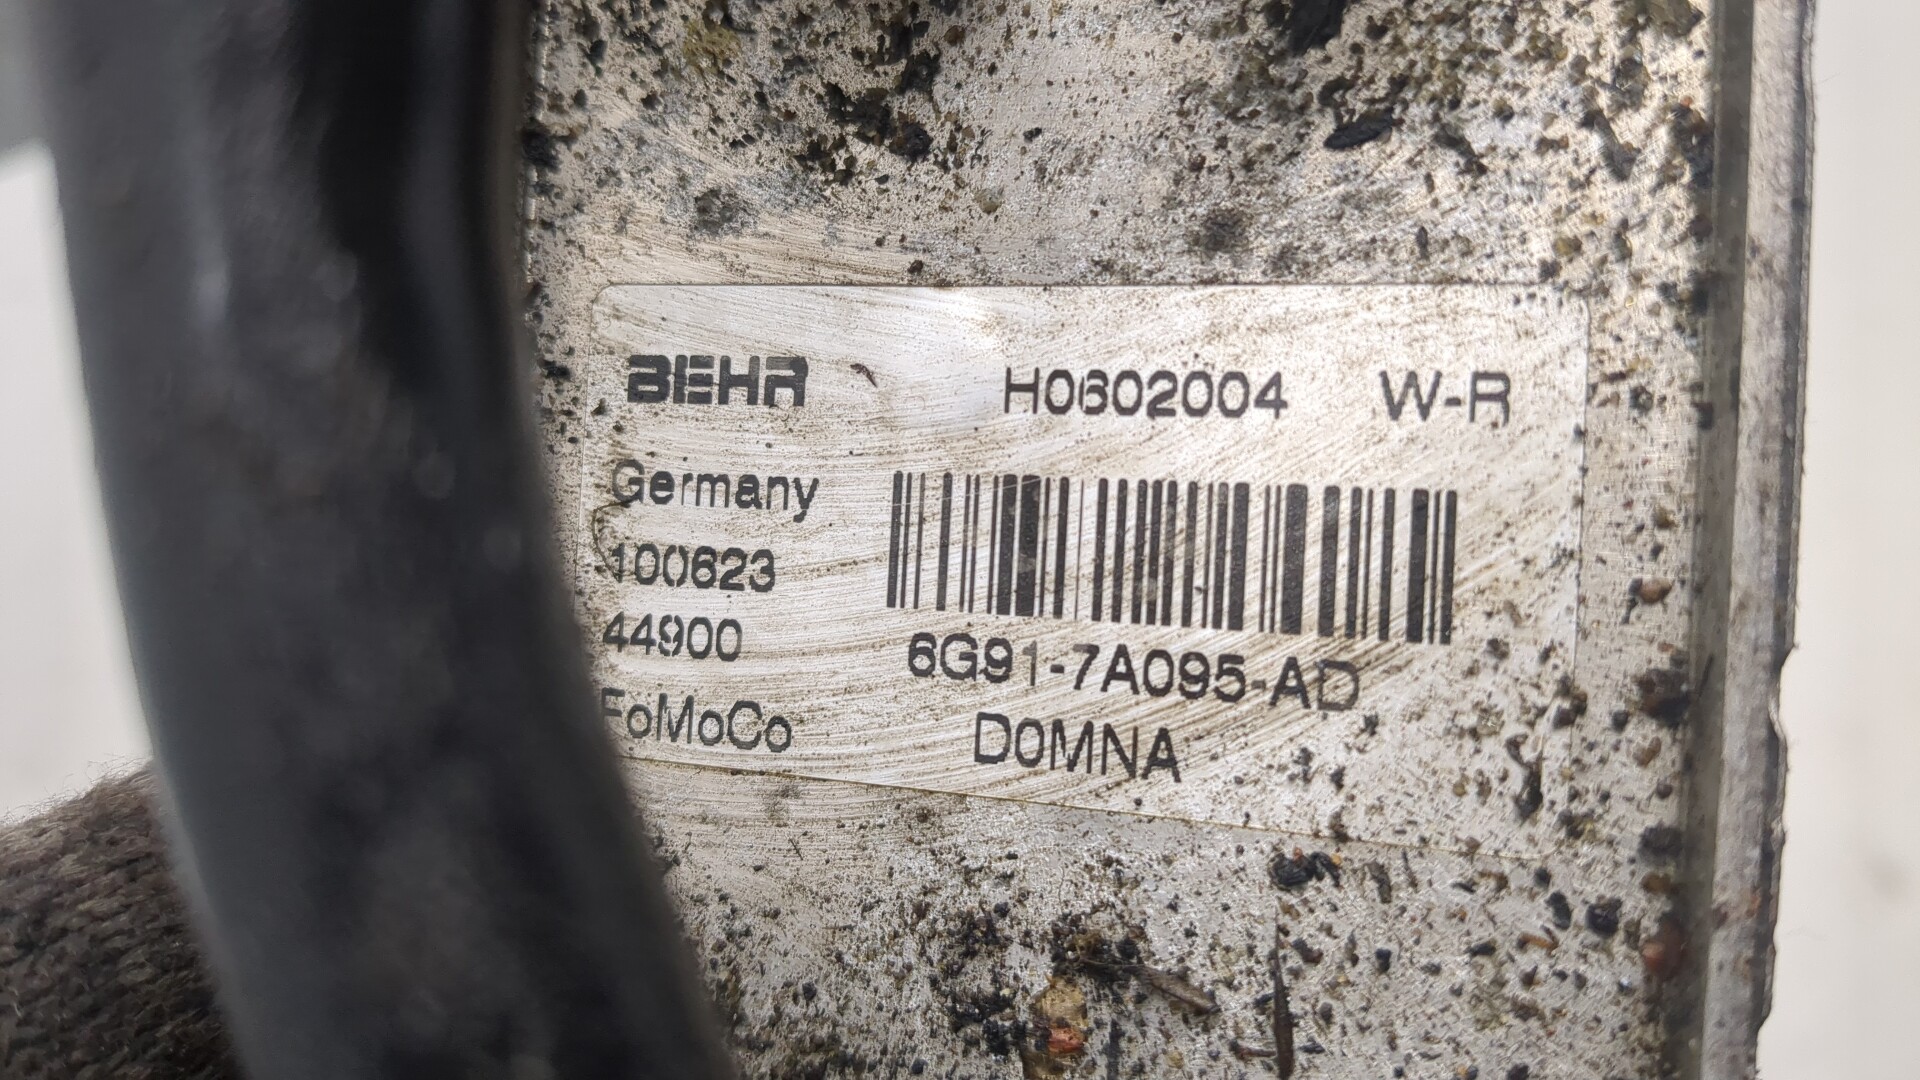 BEHR H0602004 W-R
Germany
100623
44900 6G91-7A095-AD
FoMoCo D0MNA